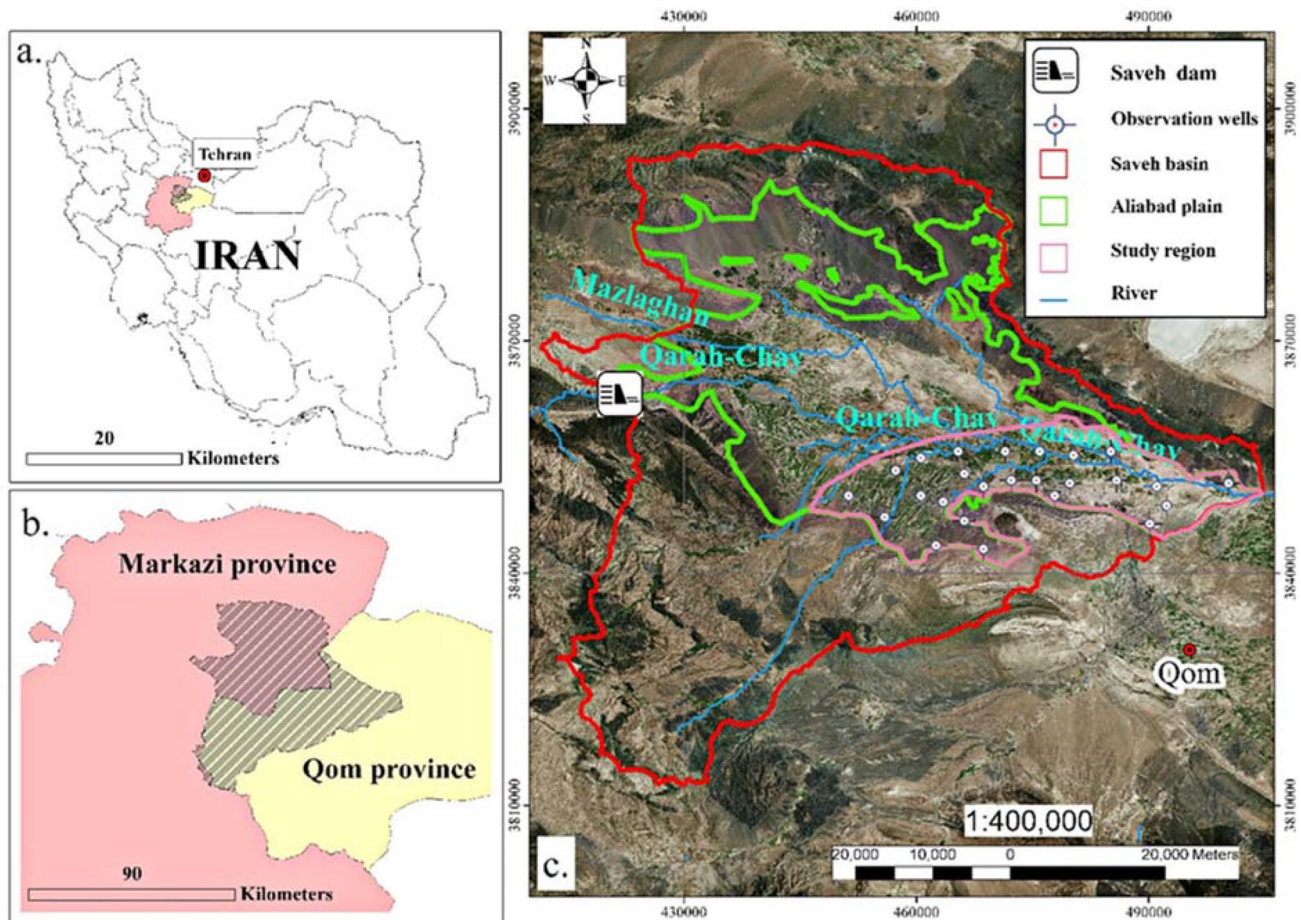 a.
Tehran
IRAN
20
Kilometers
b.
Markazi province
Qom province
90
Kilometers
430000
460000
490000
N
W
E
S
Saveh dam
Observation wells
Saveh basin
Aliabad plain
Study region
River
3900000
3900000
3870000
3870000
3840000
3840000
3810000
3810000
Mazlaghan
Qarah-Chay
Qarah-Chay
Qarah-Chay
Qom
1:400,000
20,000
10,000
0
20,000 Meters
c.
430000
460000
490000